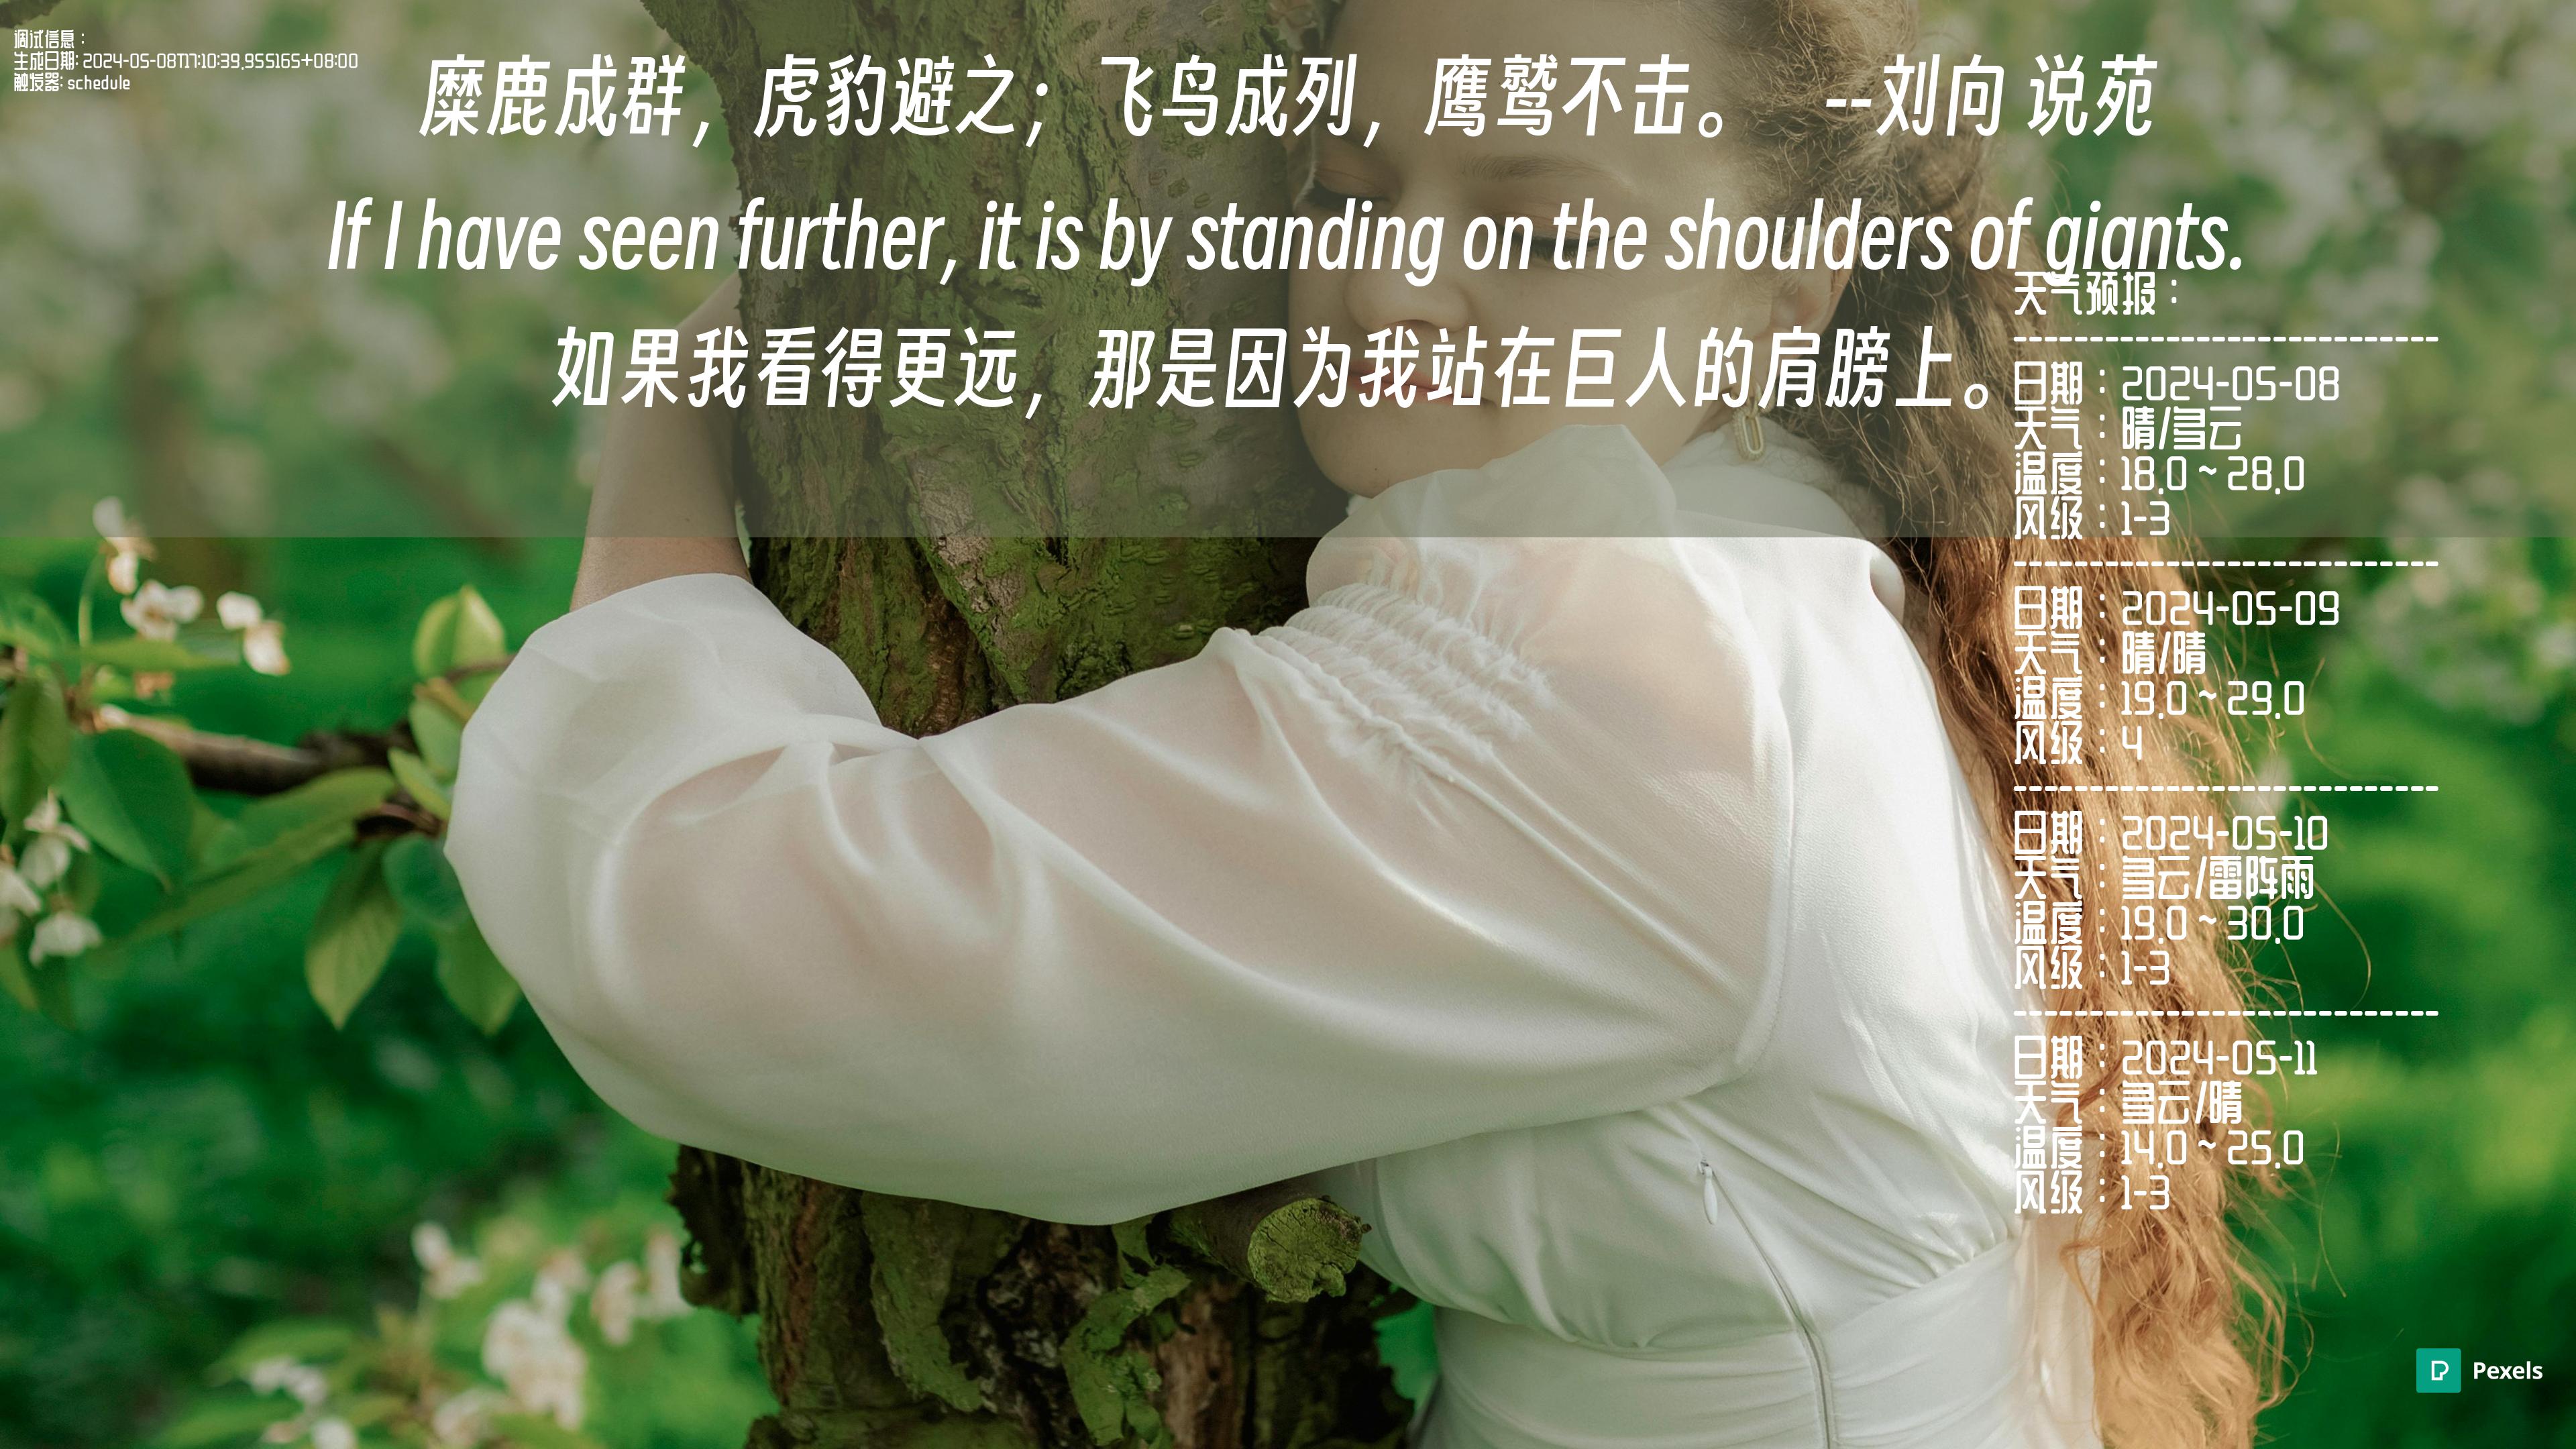 调试信息：
生成日期: 2024-05-08T17:10:39.955165+08:00
触发器: schedule
糜鹿成群，虎豹避之；飞鸟成列，鹰鹫不击。 --刘向 说苑
If I have seen further, it is by standing on the shoulders of giants.
如果我看得更远，那是因为我站在巨人的肩膀上。
天气预报：
------------------------------
日期：2024-05-08
天气：晴/多云
温度：18.0 ~ 28.0
风级：1-3
------------------------------
日期：2024-05-09
天气：晴/晴
温度：19.0 ~ 29.0
风级：4
------------------------------
日期：2024-05-10
天气：多云/雷阵雨
温度：19.0 ~ 30.0
风级：1-3
------------------------------
日期：2024-05-11
天气：多云/晴
温度：14.0 ~ 25.0
风级：1-3
Pexels